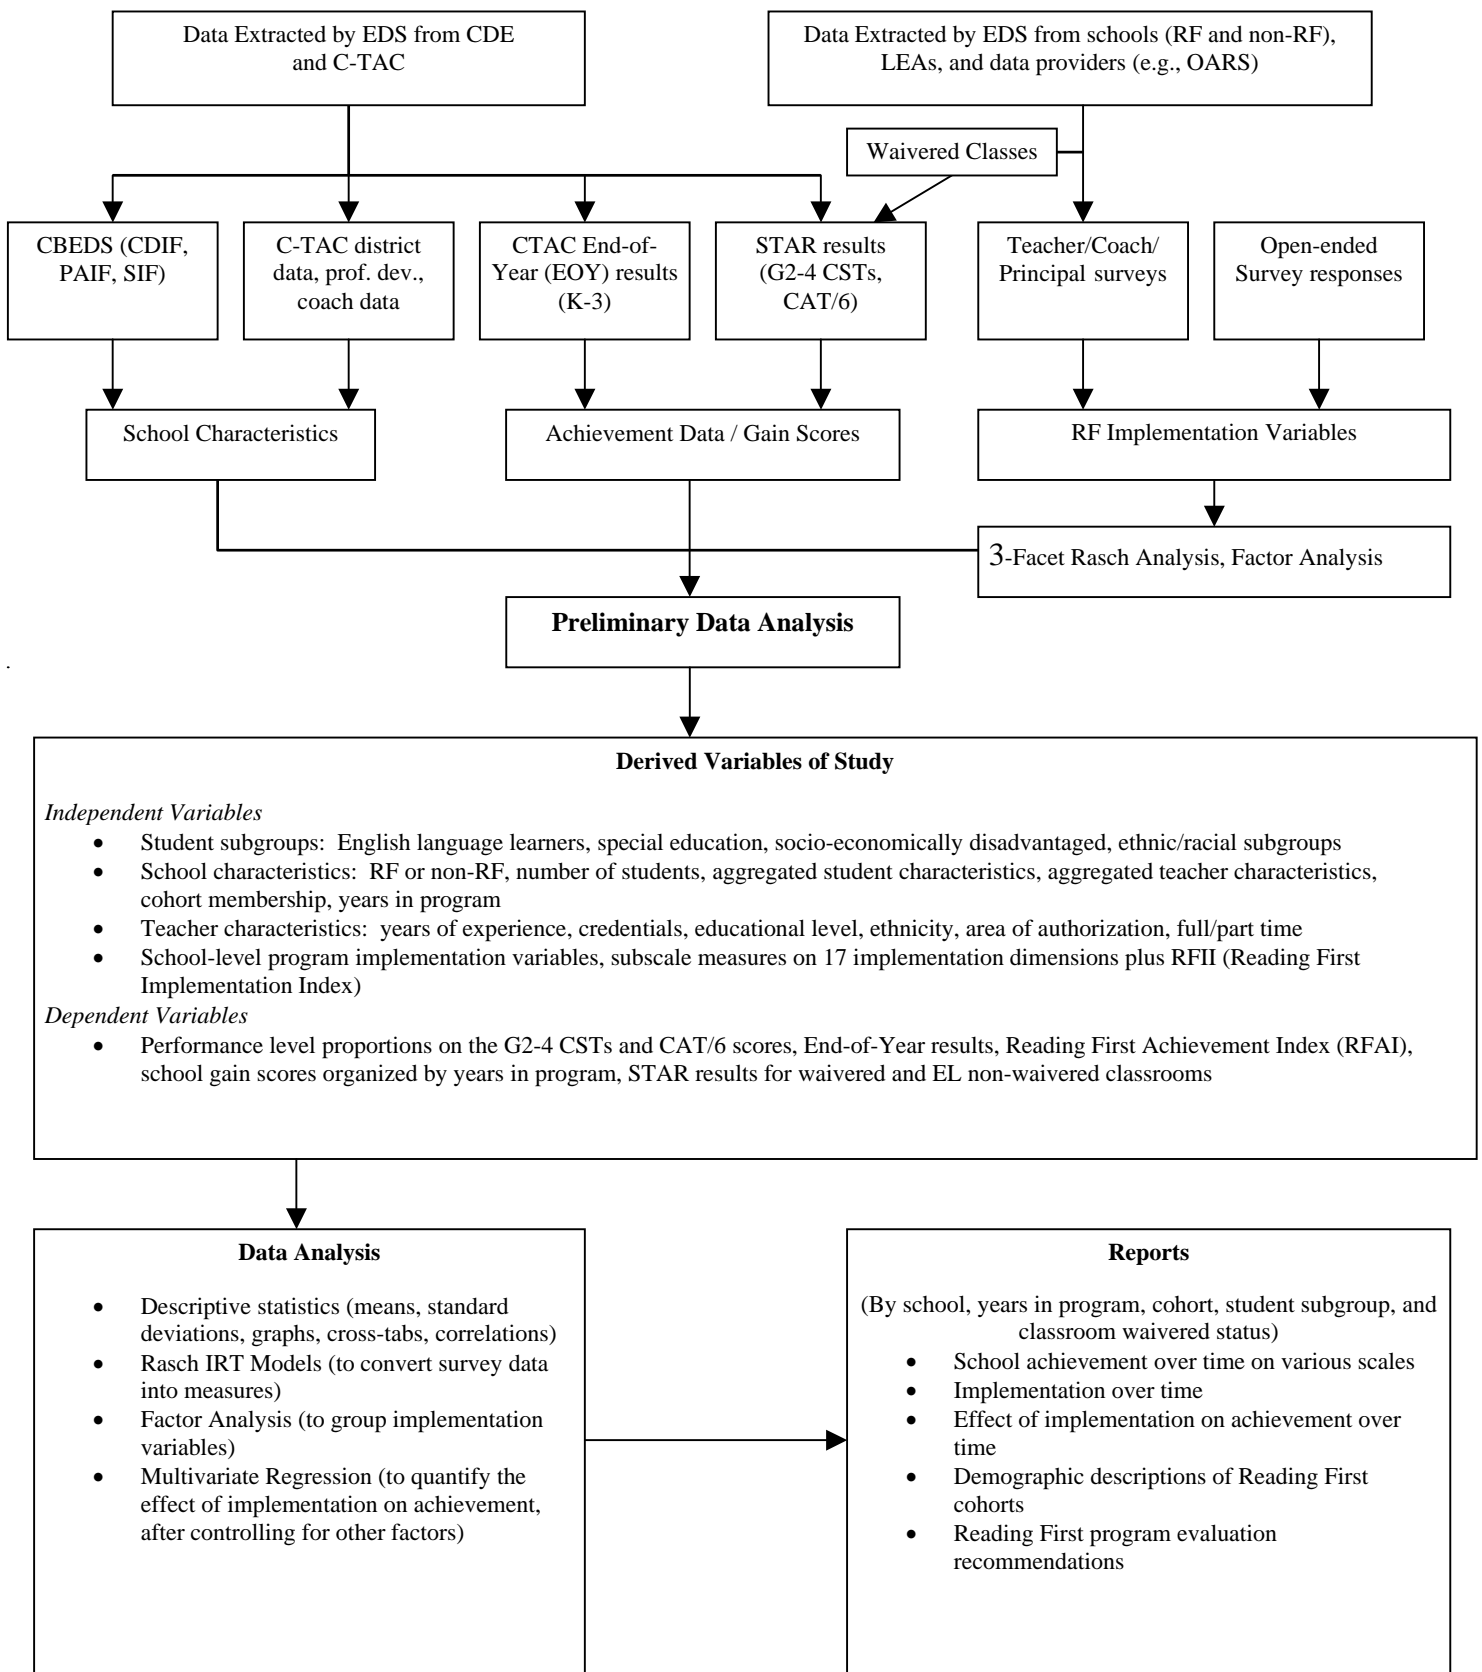 Data Extracted by EDS from CDE
and C-TAC
Data Extracted by EDS from schools (RF and non-RF),
LEAs, and data providers (e.g., OARS)
Waivered Classes
CBEDS (CDIF,
PAIF, SIF)
C-TAC district
data, prof. dev.,
coach data
CTAC End-of-
Year (EOY) results
(K-3)
STAR results
(G2-4 CSTs,
CAT/6)
Teacher/Coach/
Principal surveys
Open-ended
Survey responses
School Characteristics
Achievement Data / Gain Scores
RF Implementation Variables
3-Facet Rasch Analysis, Factor Analysis
Preliminary Data Analysis
Derived Variables of Study
Independent Variables
• Student subgroups: English language learners, special education, socio-economically disadvantaged, ethnic/racial subgroups
• School characteristics: RF or non-RF, number of students, aggregated student characteristics, aggregated teacher characteristics,
cohort membership, years in program
• Teacher characteristics: years of experience, credentials, educational level, ethnicity, area of authorization, full/part time
• School-level program implementation variables, subscale measures on 17 implementation dimensions plus RFII (Reading First
Implementation Index)
Dependent Variables
• Performance level proportions on the G2-4 CSTs and CAT/6 scores, End-of-Year results, Reading First Achievement Index (RFAI),
school gain scores organized by years in program, STAR results for waivered and EL non-waivered classrooms
Data Analysis
• Descriptive statistics (means, standard
deviations, graphs, cross-tabs, correlations)
• Rasch IRT Models (to convert survey data
into measures)
• Factor Analysis (to group implementation
variables)
• Multivariate Regression (to quantify the
effect of implementation on achievement,
after controlling for other factors)
Reports
(By school, years in program, cohort, student subgroup, and
classroom waivered status)
• School achievement over time on various scales
• Implementation over time
• Effect of implementation on achievement over
time
• Demographic descriptions of Reading First
cohorts
• Reading First program evaluation
recommendations